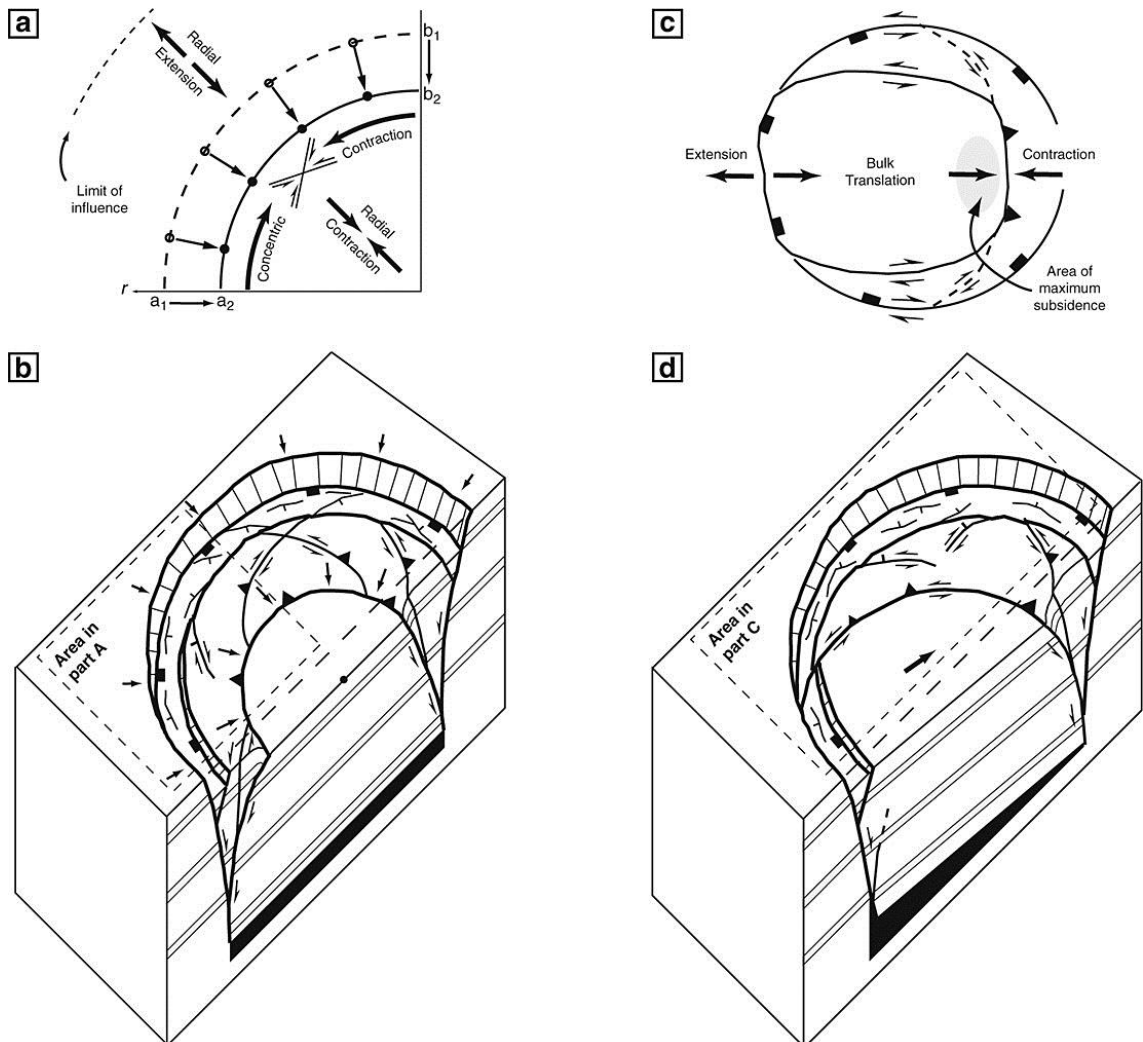 a
Radial
Extension
b1
b2
Contraction
Limit of
influence
Concentric
Radial
Contraction
r
a1
a2
c
Extension
Bulk
Translation
Contraction
Area of
maximum
subsidence
b
Area in
part A
d
Area in
part C